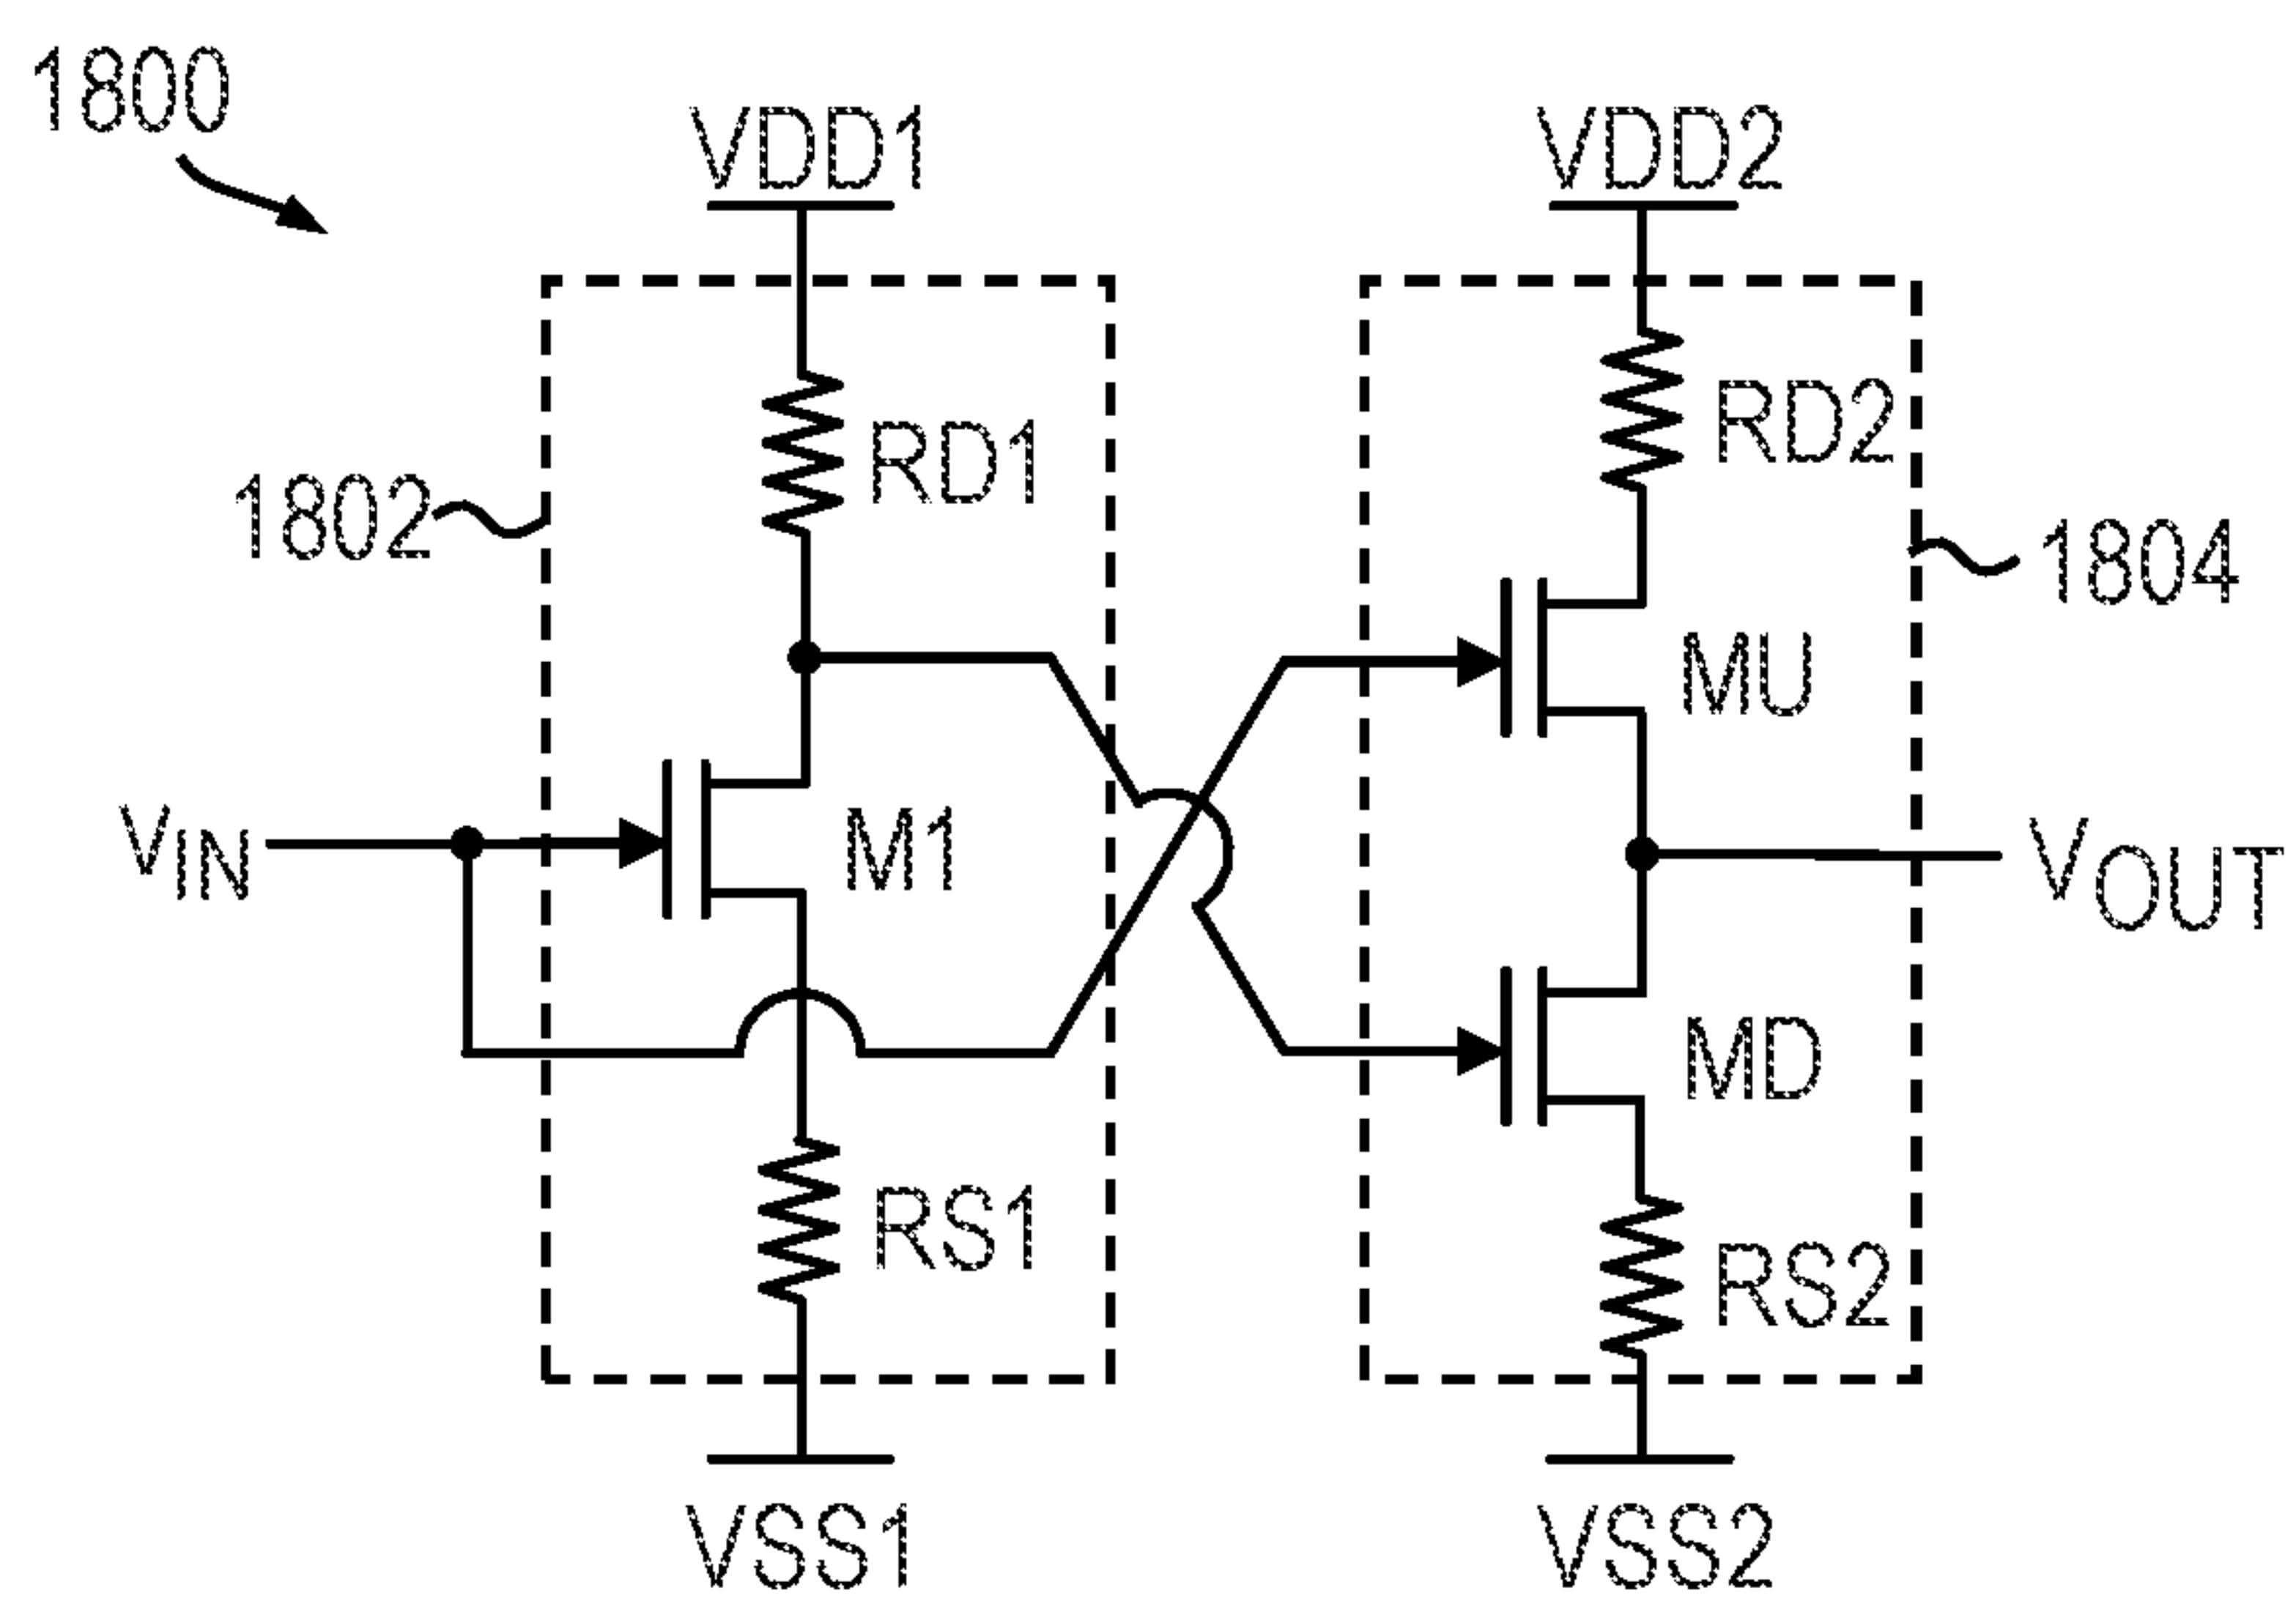 1800
VDD1
VDD2
RD1
RD2
1802
1804
MU
VIN
M1
VOUT
MD
RS1
RS2
VSS1
VSS2